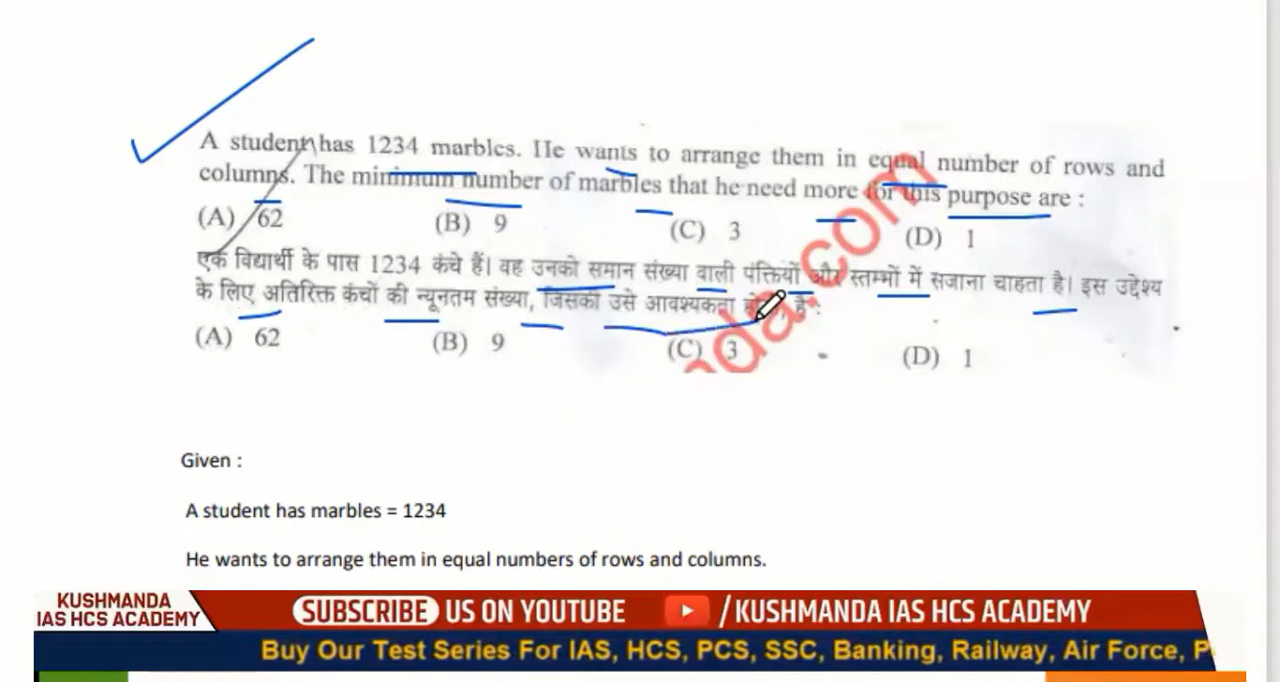 A student has 1234 marbles. He wants to arrange them in equal number of rows and
columns. The minimum number of marbles that he need more for this purpose are :
(A) 62 (B) 9 (C) 3 (D) 1
एक विद्यार्थी के पास 1234 कंचे हैं। वह उनको समान संख्या वाली पंक्तियों और स्तम्भों में सजाना चाहता है। इस उद्देश्य
के लिए अतिरिक्त कंचों की न्यूनतम संख्या, जिसकी उसे आवश्यकता है :
(A) 62 (B) 9 (C) 3 (D) 1
Given :
A student has marbles = 1234
He wants to arrange them in equal numbers of rows and columns.
KUSHMANDA
IAS HCS ACADEMY
SUBSCRIBE US ON YOUTUBE /KUSHMANDA IAS HCS ACADEMY
Buy Our Test Series For IAS, HCS, PCS, SSC, Banking, Railway, Air Force,